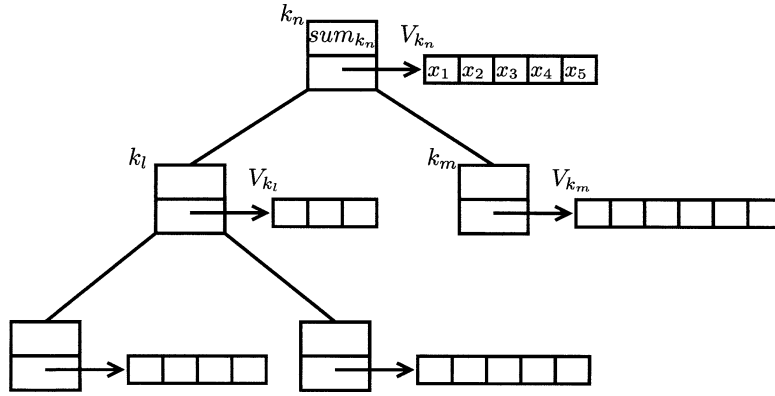 k_n
sum_{k_n}
V_{k_n}
x_1 x_2 x_3 x_4 x_5
k_l
V_{k_l}
k_m
V_{k_m}